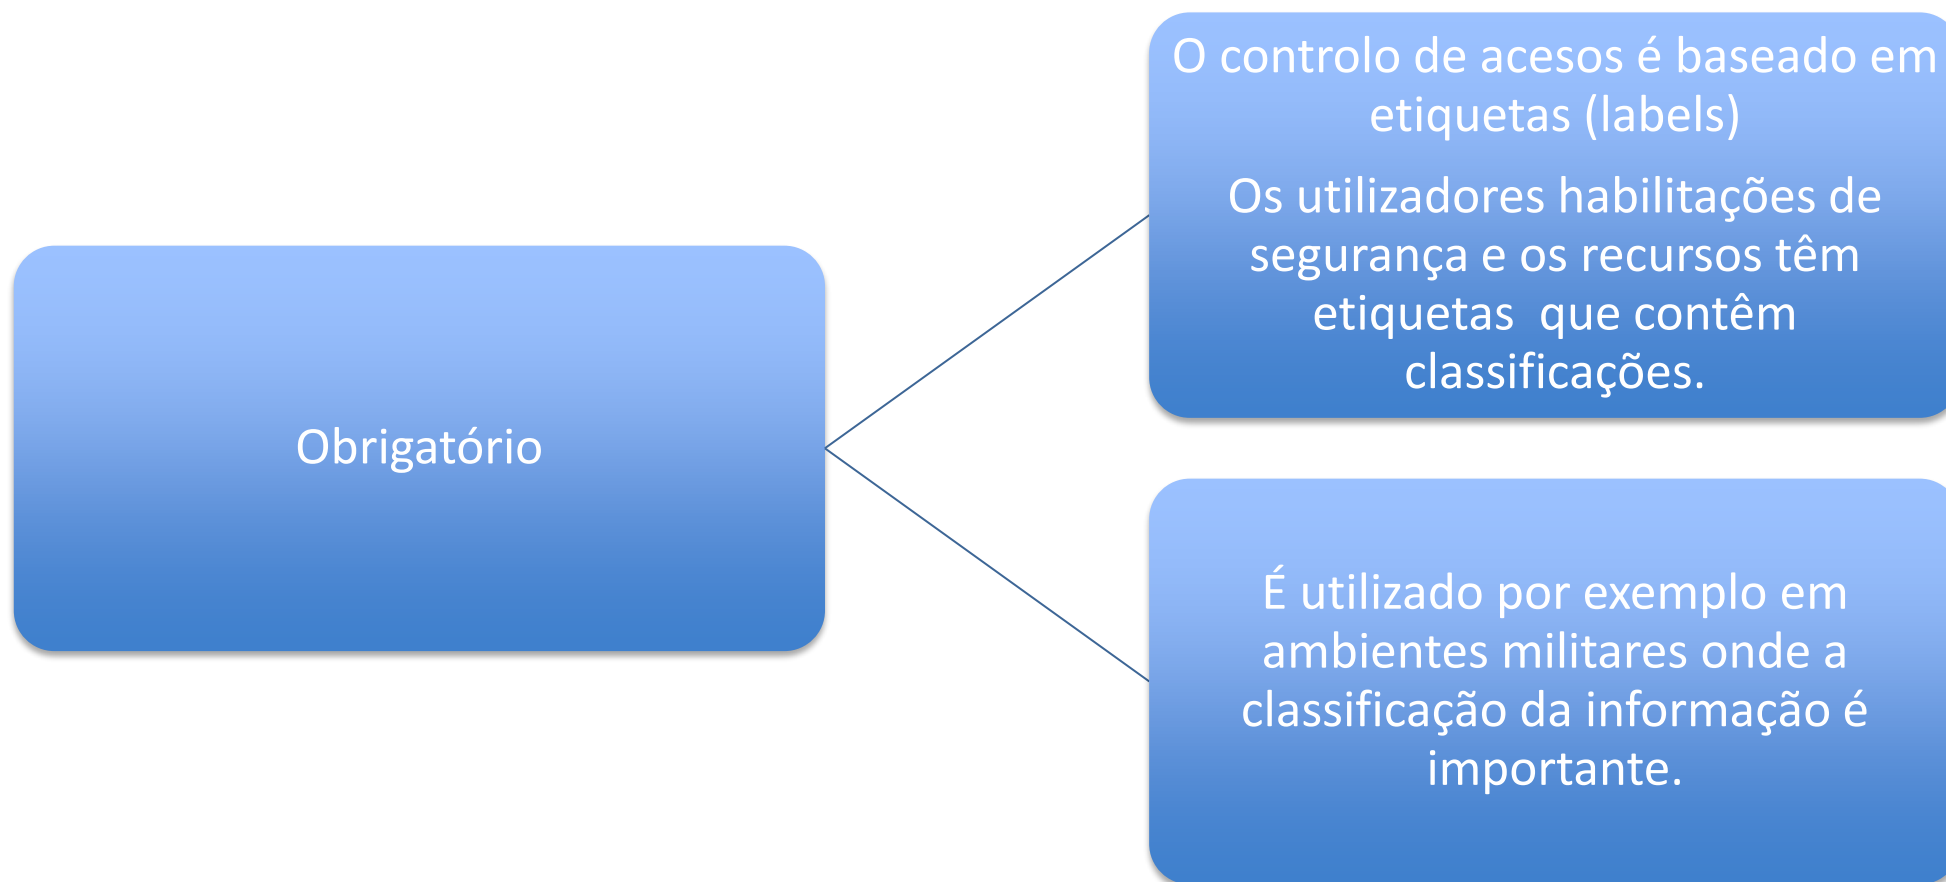 Obrigatório
O controlo de acesos é baseado em
etiquetas (labels)
Os utilizadores habilitações de
segurança e os recursos têm
etiquetas  que contêm
classificações.
É utilizado por exemplo em
ambientes militares onde a
classificação da informação é
importante.